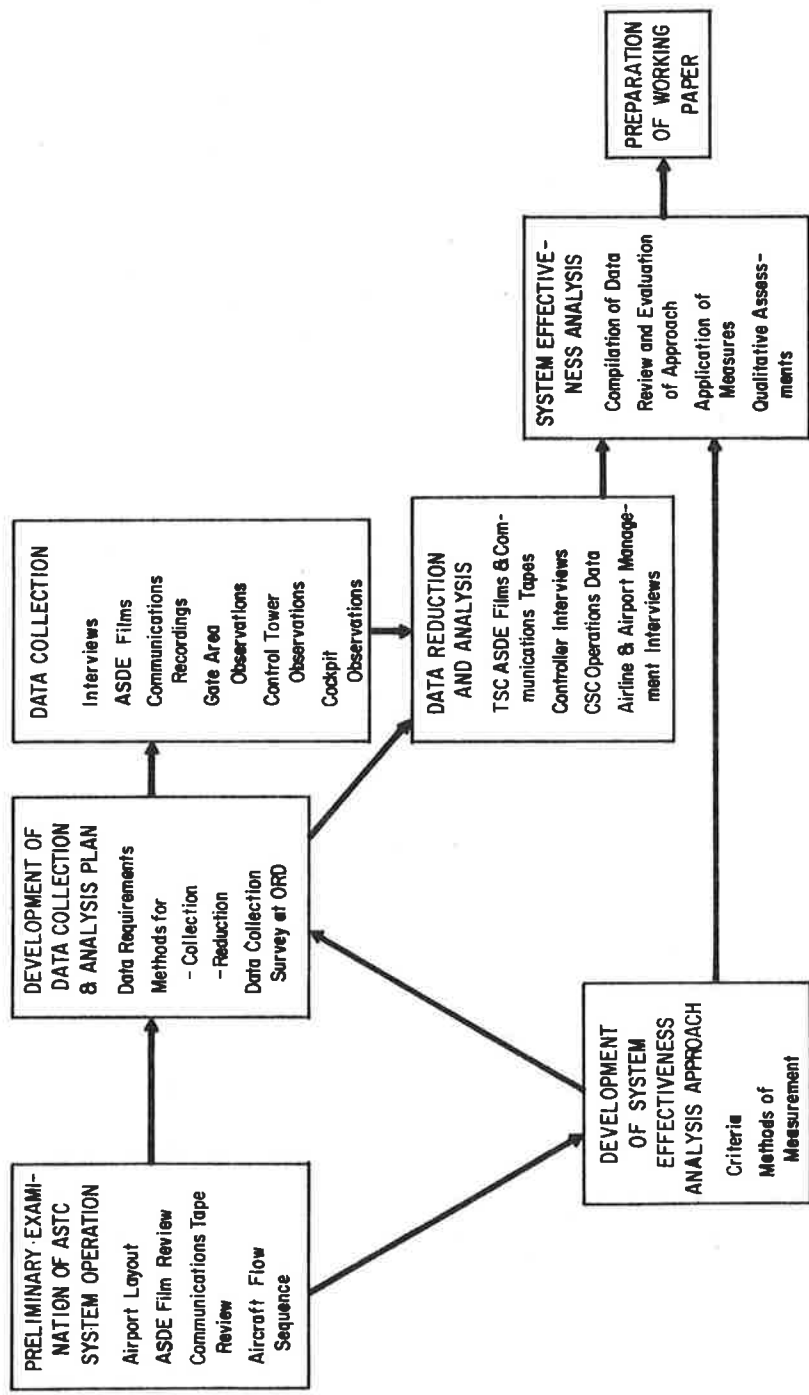 PRELIMINARY EXAMI-
NATION OF ASTC
SYSTEM OPERATION
Airport Layout
ASDE Film Review
Communications Tape
Review
Aircraft Flow
Sequence
DEVELOPMENT OF
DATA COLLECTION
& ANALYSIS PLAN
Data Requirements
Methods for
- Collection
- Reduction
Data Collection
Survey at ORD
DATA COLLECTION
Interviews
ASDE Films
Communications
Recordings
Gate Area
Observations
Control Tower
Observations
Cockpit
Observations
DEVELOPMENT
OF SYSTEM
EFFECTIVENESS
ANALYSIS APPROACH
Criteria
Methods of
Measurement
DATA REDUCTION
AND ANALYSIS
TSC ASDE Films & Com-
munications Tapes
Controller Interviews
CSC Operations Data
Airline & Airport Manage-
ment Interviews
SYSTEM EFFECTIVE-
NESS ANALYSIS
Compilation of Data
Review and Evaluation
of Approach
Application of
Measures
Qualitative Assess-
ments
PREPARATION
OF WORKING
PAPER